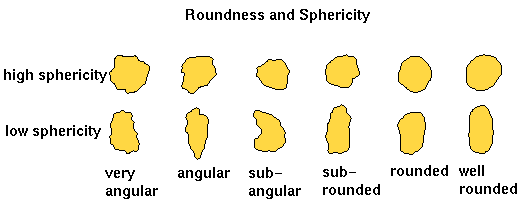 Roundness and Sphericity
high sphericity
low sphericity
very angular
angular
sub-angular
sub-rounded
rounded
well rounded